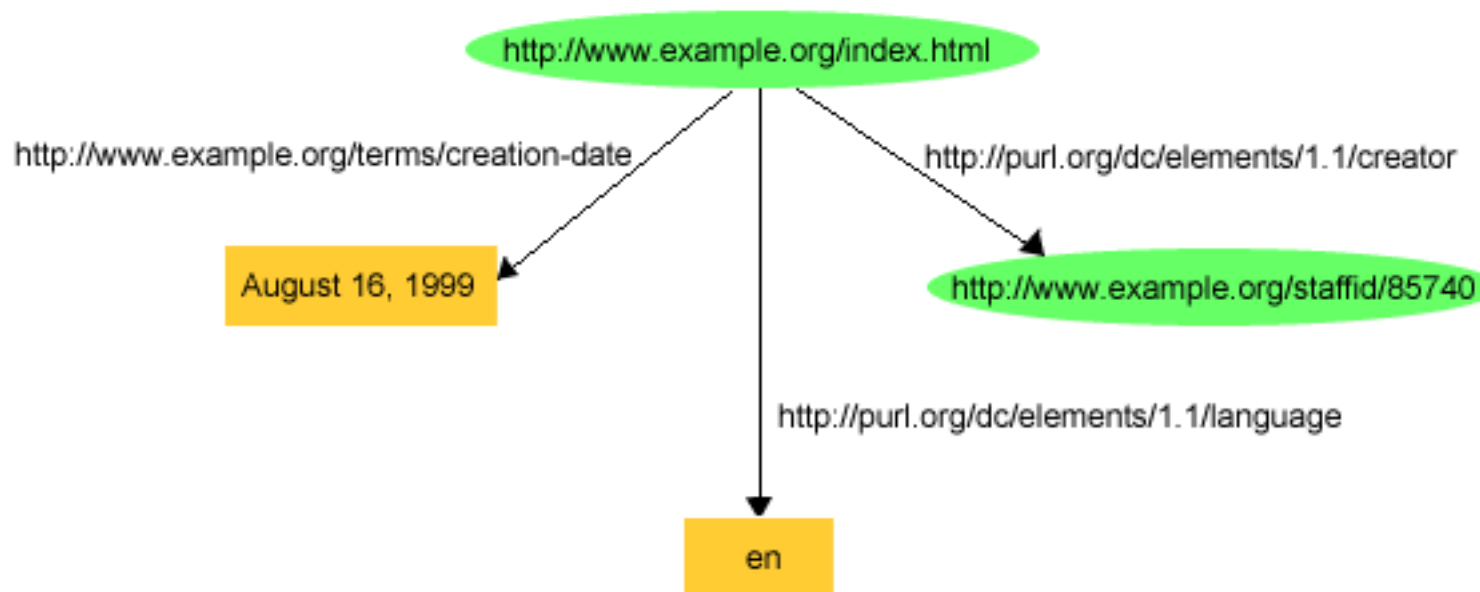 http://www.example.org/index.html
http://www.example.org/terms/creation-date
http://purl.org/dc/elements/1.1/creator
August 16, 1999
http://www.example.org/staffid/85740
http://purl.org/dc/elements/1.1/language
en